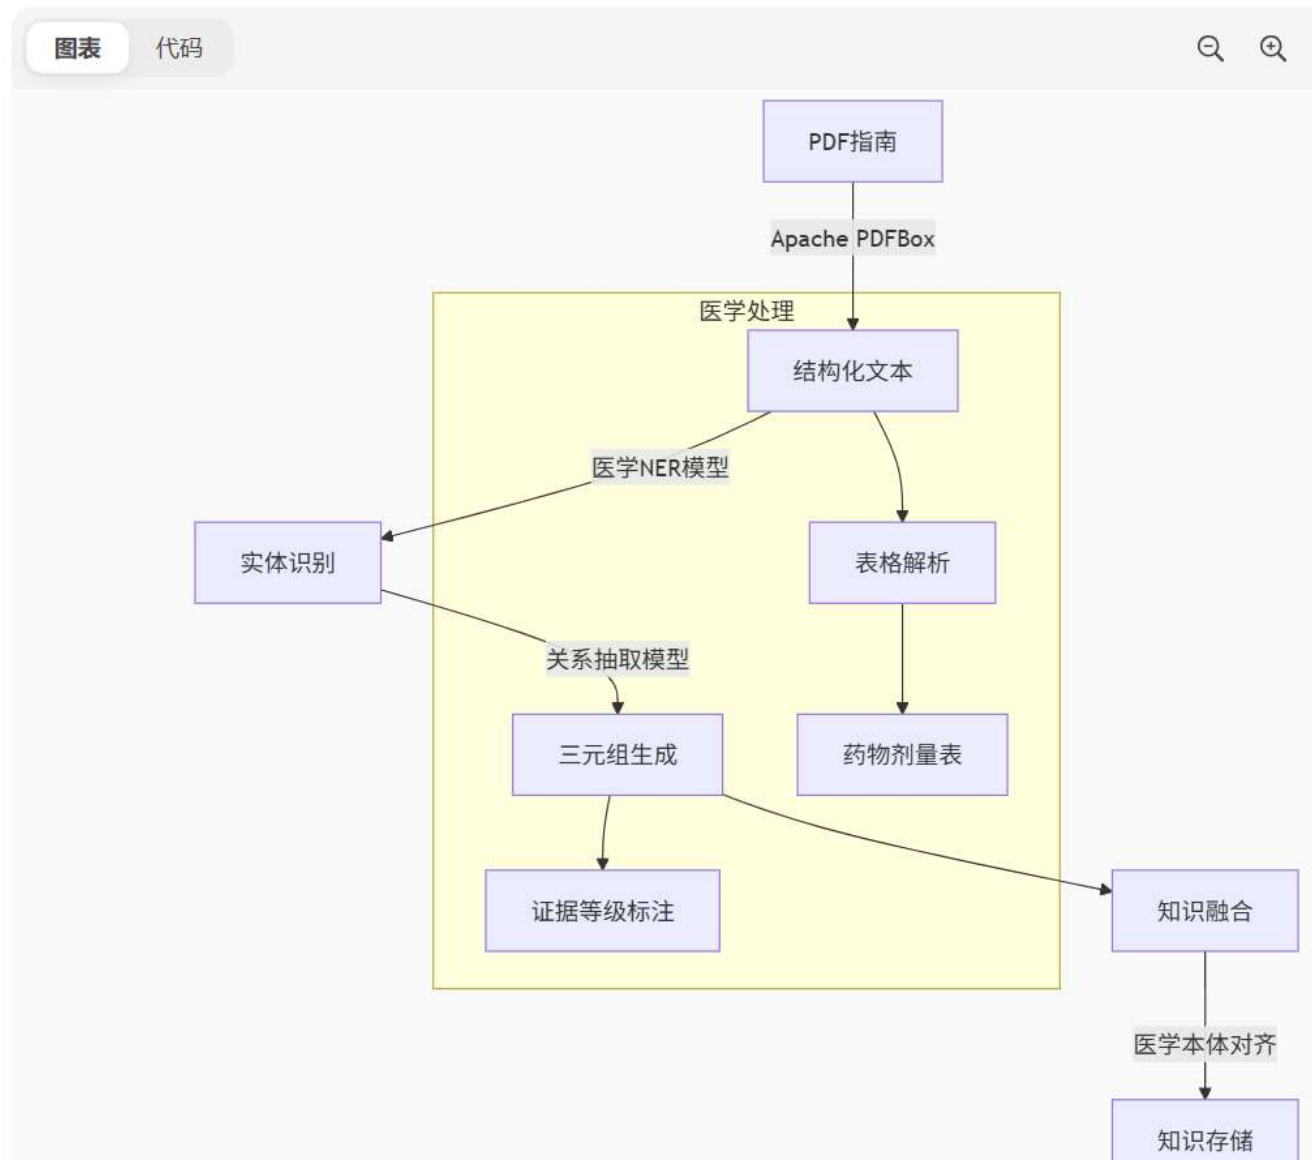 图表
代码
PDF指南
Apache PDFBox
医学处理
结构化文本
医学NER模型
实体识别
表格解析
关系抽取模型
三元组生成
药物剂量表
证据等级标注
知识融合
医学本体对齐
知识存储